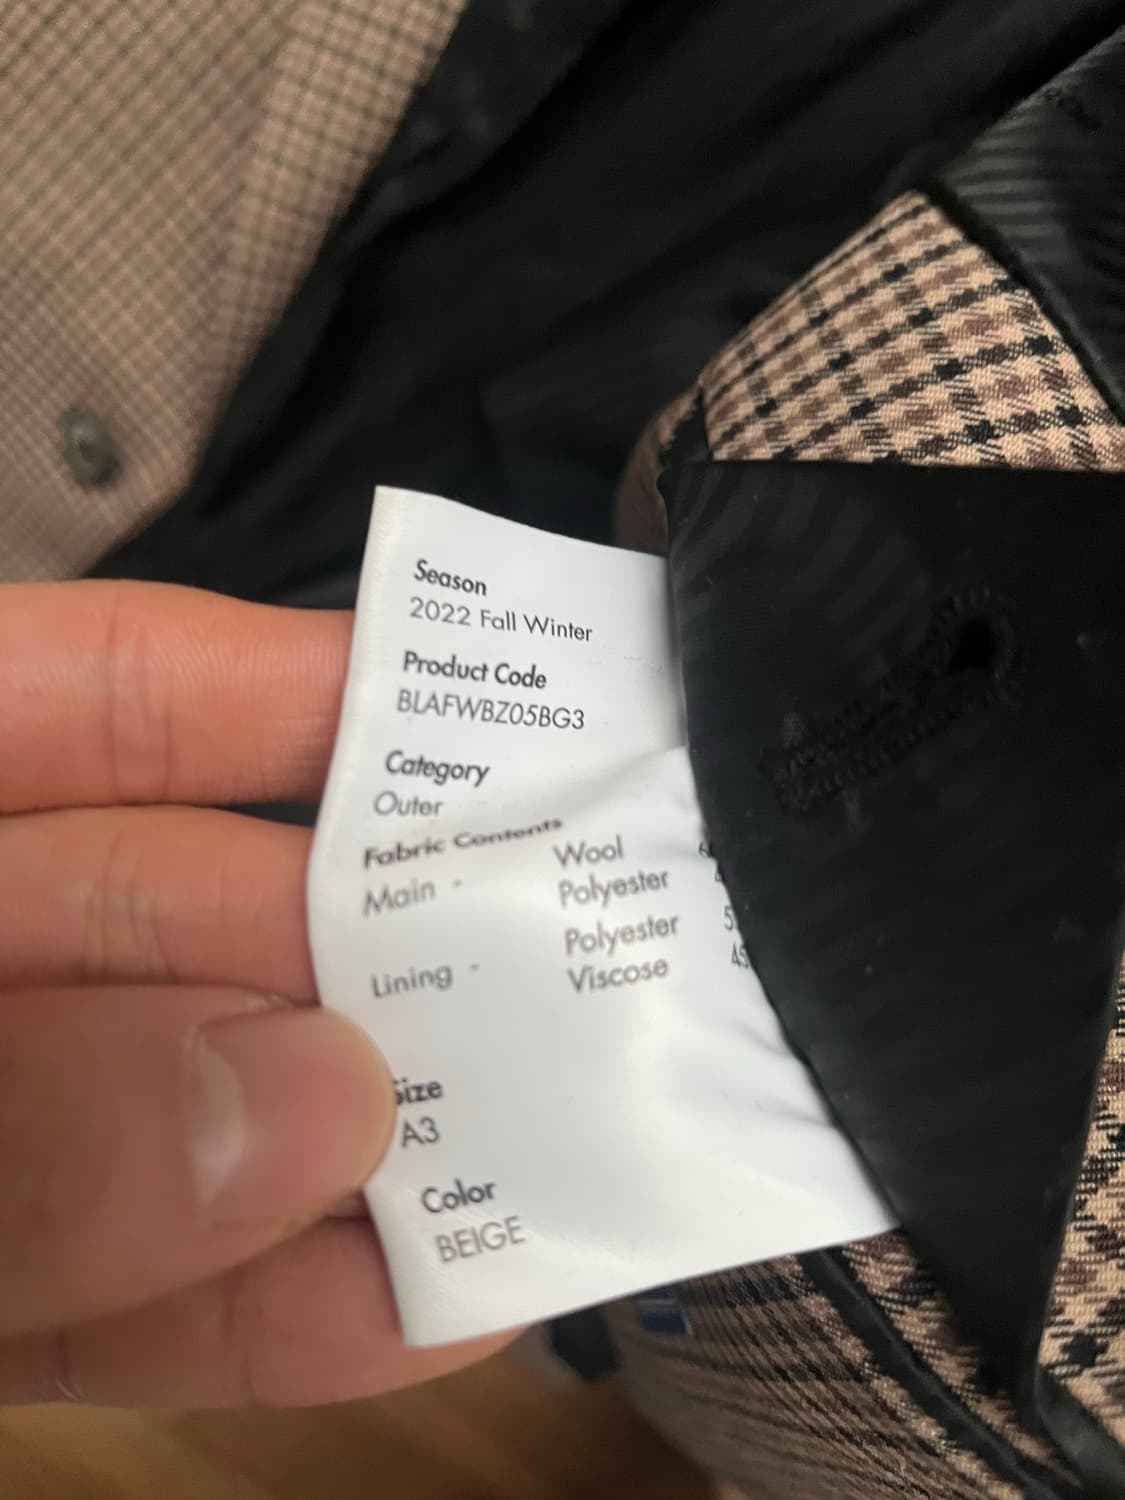 Season
2022 Fall Winter
Product Code
BLAFWBZ05BG3
Category
Outer
Fabric Contents
Main - Wool
Polyester
Polyester
Lining - Viscose
Size
A3
Color
BEIGE